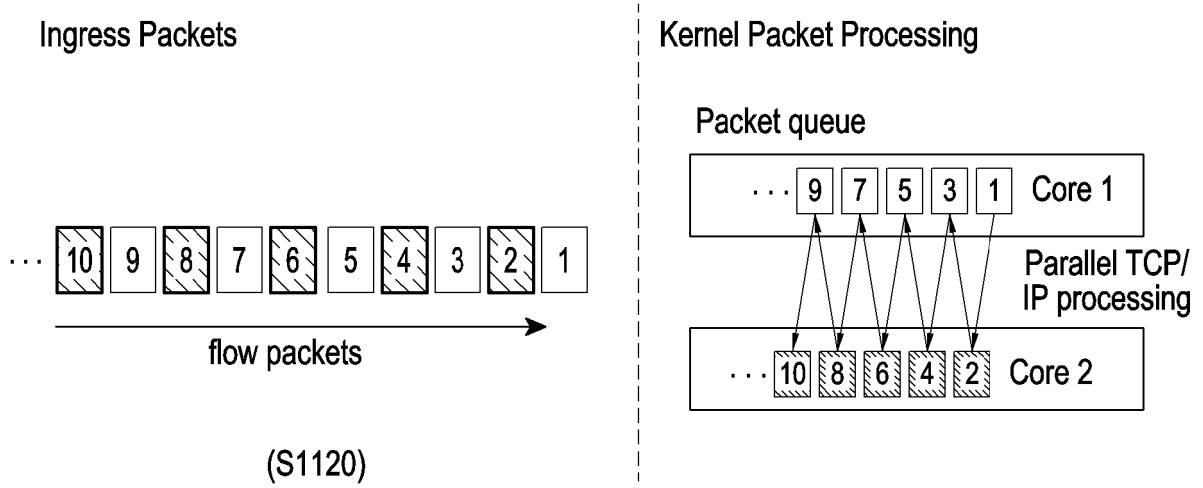 Ingress Packets
··· 10 9 8 7 6 5 4 3 2 1
flow packets
(S1120)
Kernel Packet Processing
Packet queue
··· 9 7 5 3 1 Core 1
Parallel TCP/
IP processing
··· 10 8 6 4 2 Core 2